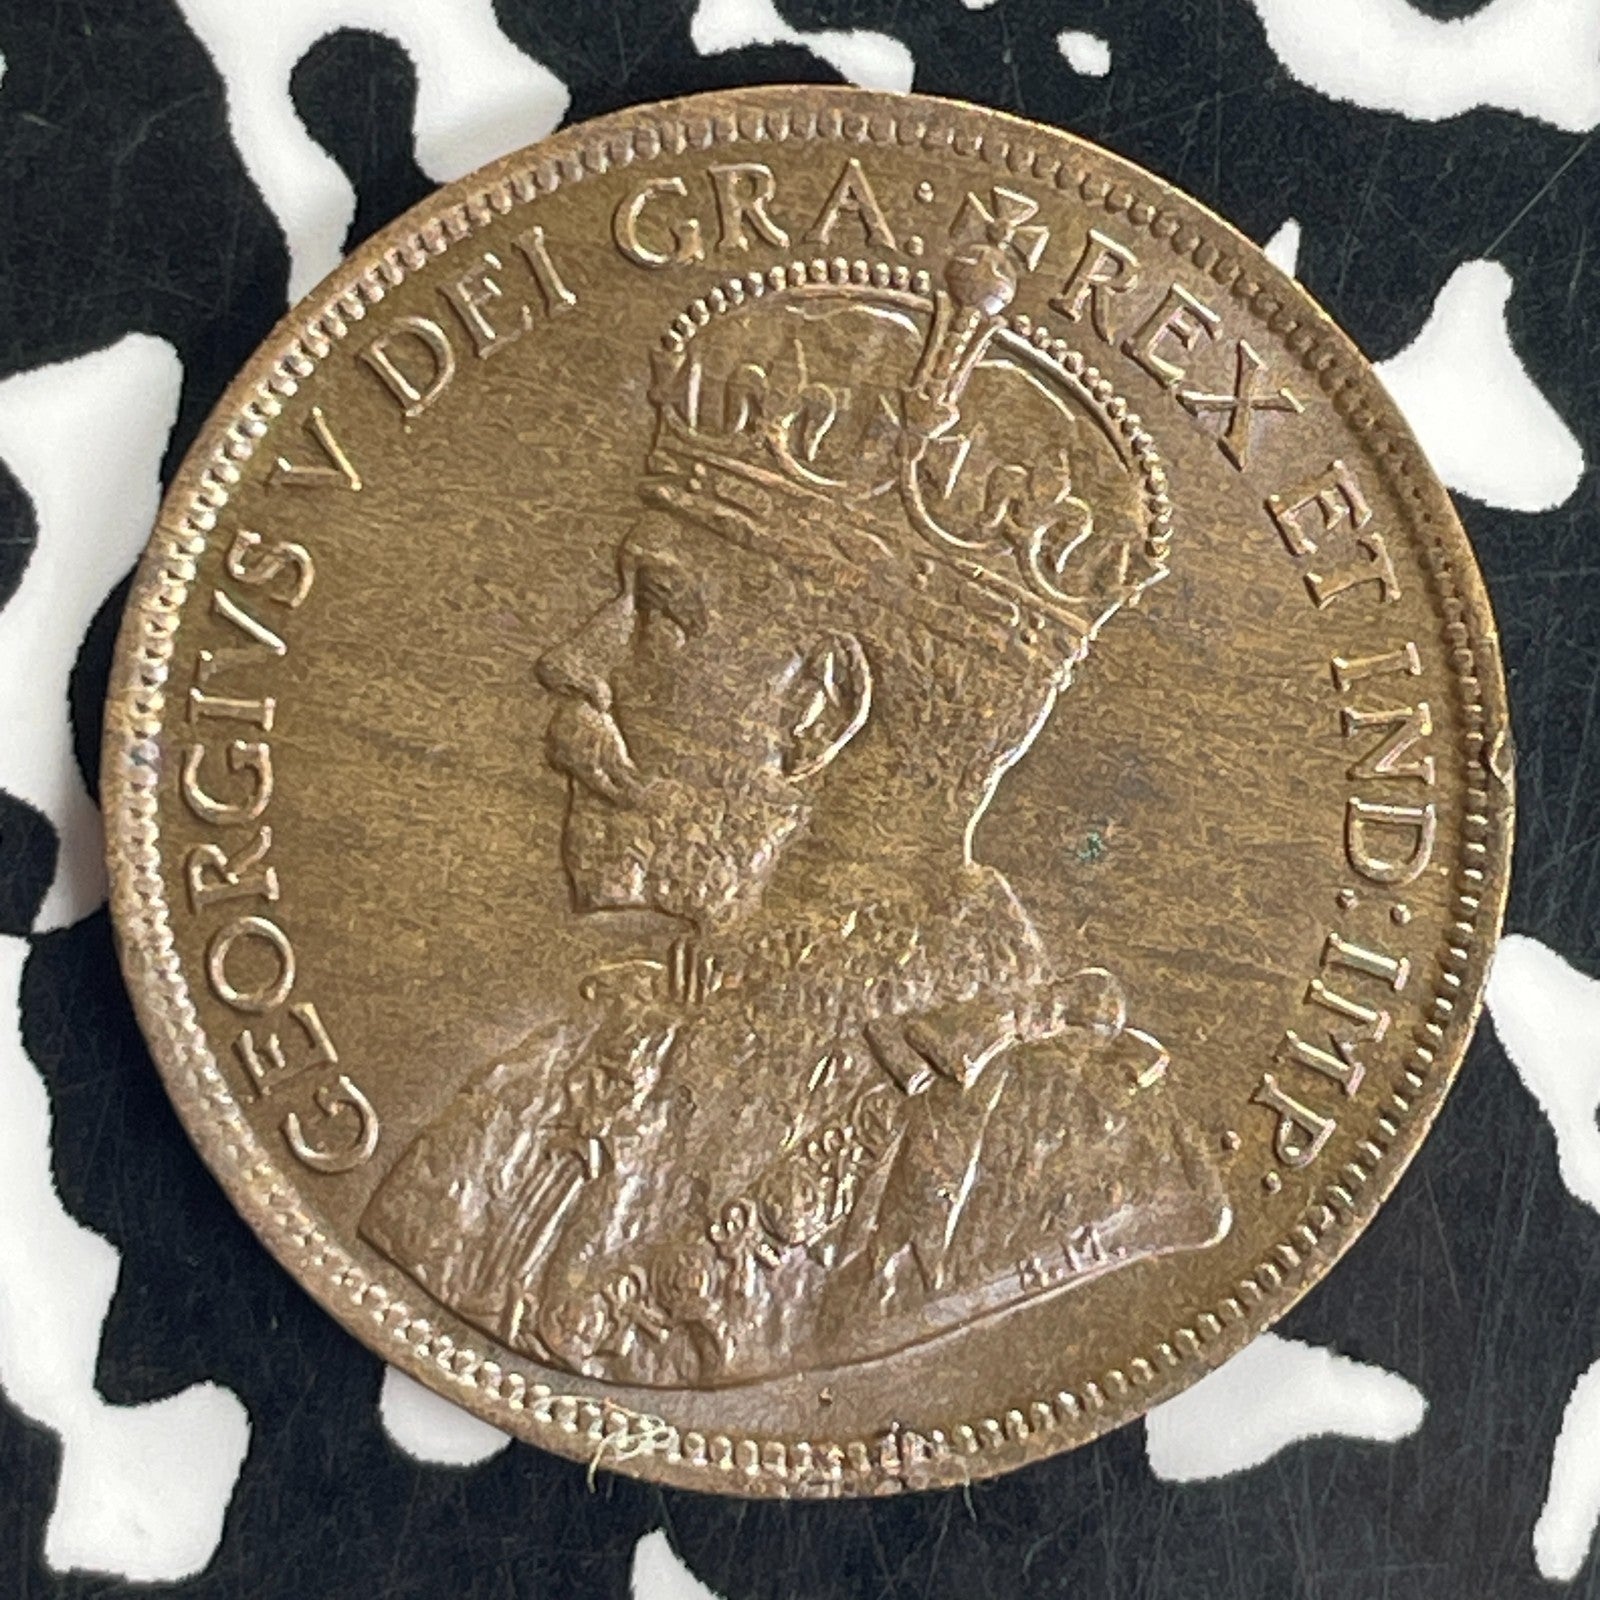 GEORGIVS V DEI GRA: REX ET IND: IMP:
B.M.